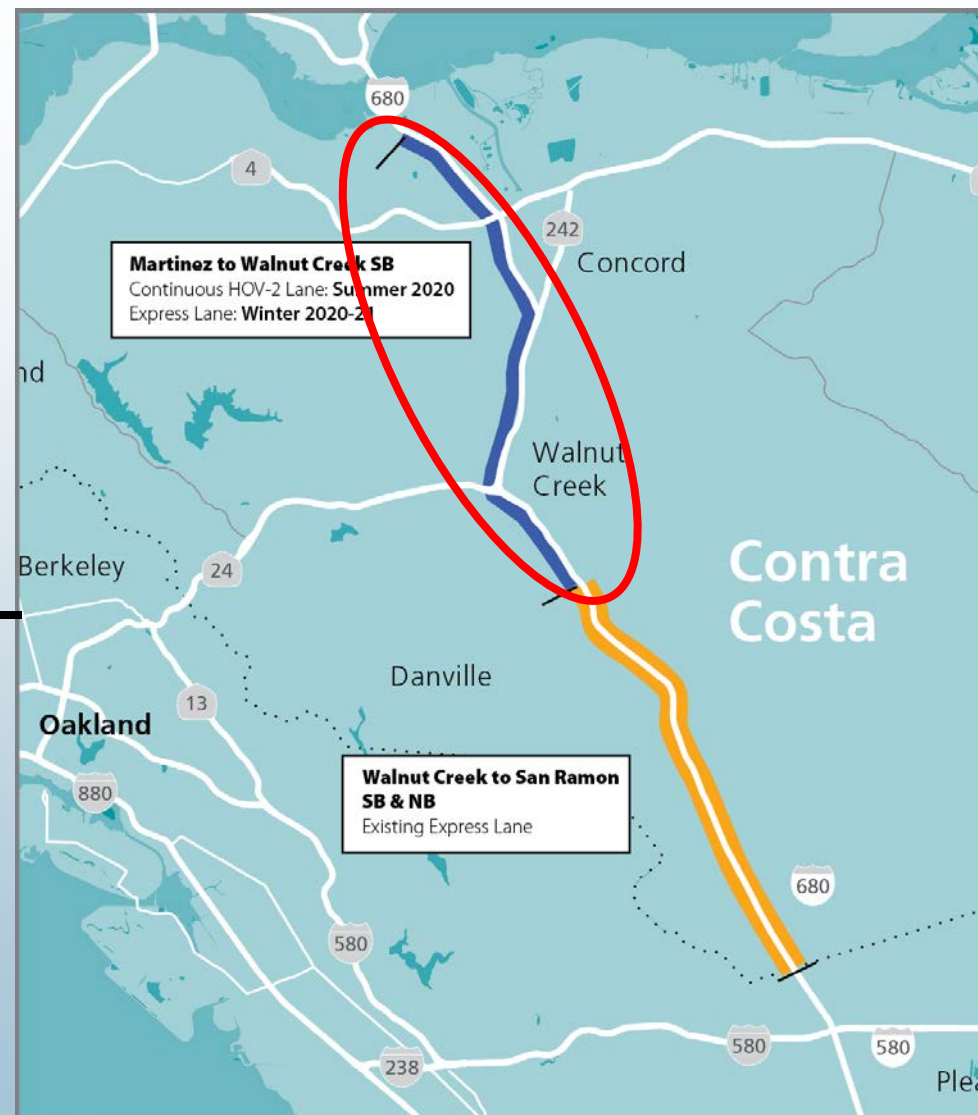 680
4
242
Concord
Martinez to Walnut Creek SB
Continuous HOV-2 Lane: Summer 2020
Express Lane: Winter 2020-21
nd
Walnut
Creek
Berkeley
24
Contra
Costa
Danville
13
Oakland
Walnut Creek to San Ramon
SB & NB
Existing Express Lane
880
680
580
580
580
238
Plea